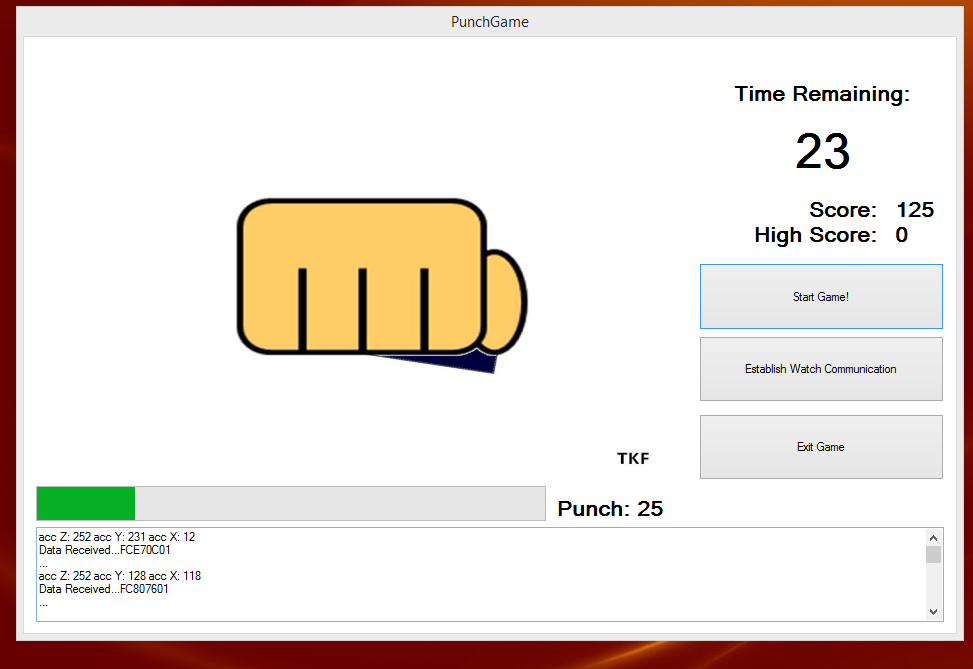 PunchGame
Time Remaining:
23
Score: 125
High Score: 0
Start Game!
Establish Watch Communication
Exit Game
TKF
Punch: 25
acc Z: 252 acc Y: 231 acc X: 12
Data Received...FCE70C01
...
acc Z: 252 acc Y: 128 acc X: 118
Data Received...FC807601
...